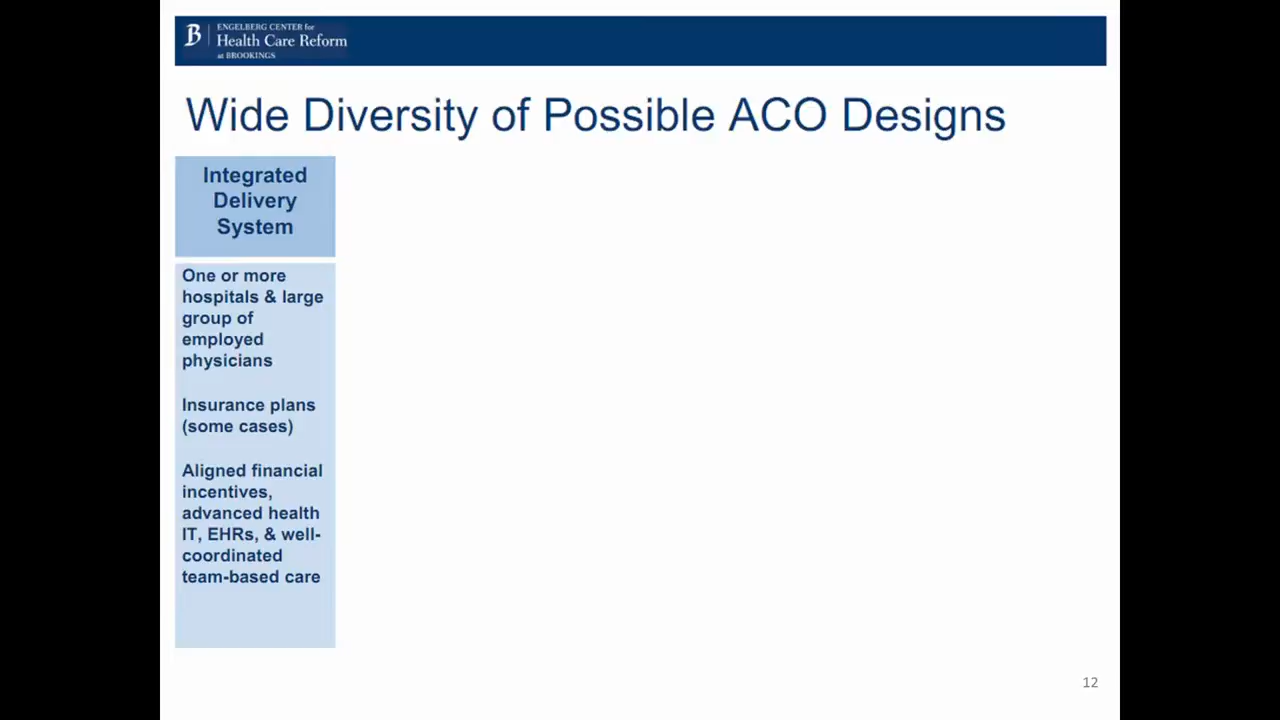 B
ENGELBERG CENTER for
Health Care Reform
at BROOKINGS
Wide Diversity of Possible ACO Designs
Integrated
Delivery
System
One or more
hospitals & large
group of
employed
physicians
Insurance plans
(some cases)
Aligned financial
incentives,
advanced health
IT, EHRs, & well-
coordinated
team-based care
12